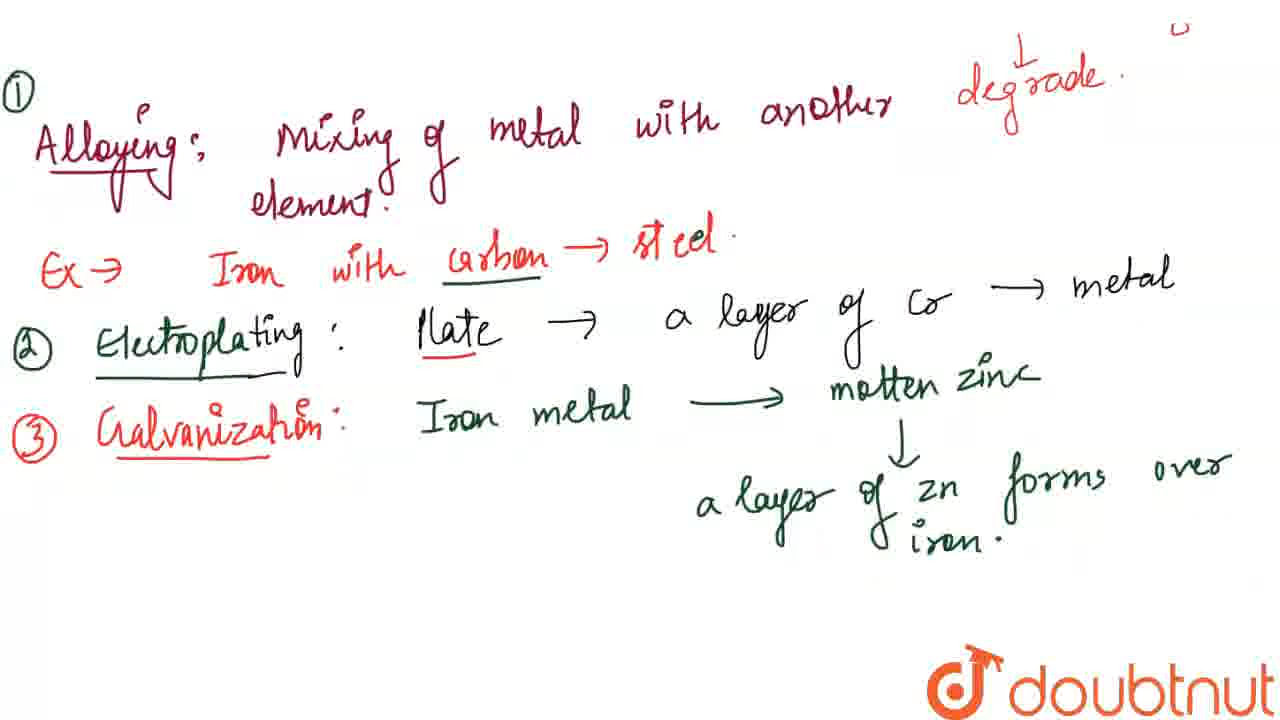 ↓
degrade.
①
Alloying: Mixing of metal with another
element.
Ex → Iron with carbon → steel.
② Electroplating: Plate → a layer of Cr → metal
③ Galvanization: Iron metal → molten zinc
↓
a layer of Zn forms over
iron.
doubtnut